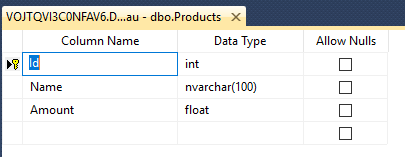 VOJTQVI3C0NFAV6.D...au - dbo.Products
Column Name Data Type Allow Nulls
Id int
Name nvarchar(100)
Amount float